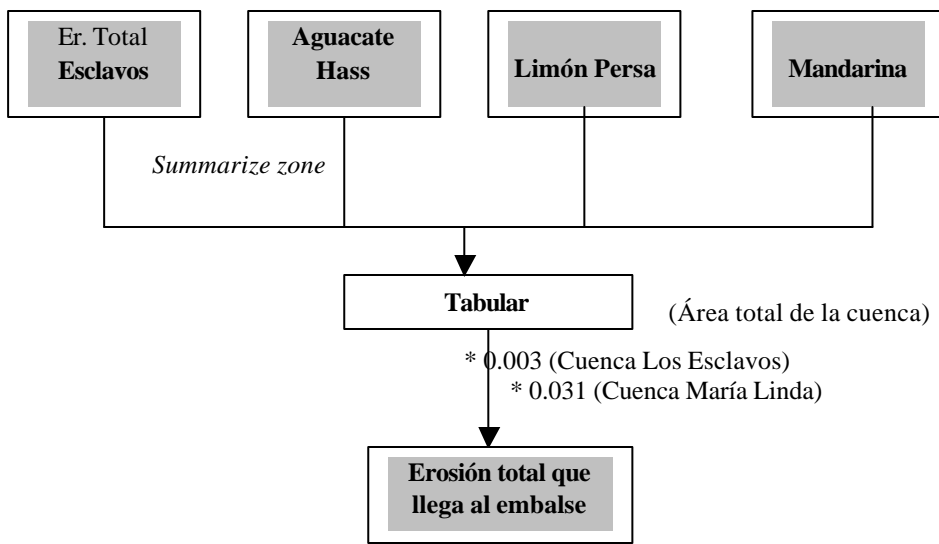 Er. Total
Esclavos
Aguacate
Hass
Limón Persa
Mandarina
Summarize zone
Tabular
(Área total de la cuenca)
* 0.003 (Cuenca Los Esclavos)
* 0.031 (Cuenca María Linda)
Erosión total que
llega al embalse